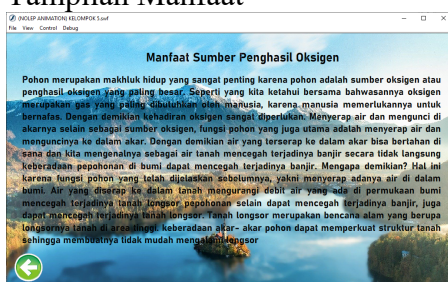 Tampilan Manfaat
(NOLEP ANIMATION) KELOMPOK 5.swf
File View Control Debug
Manfaat Sumber Penghasil Oksigen
Pohon merupakan makhluk hidup yang sangat penting karena pohon adalah sumber oksigen atau
penghasil oksigen yang paling besar. Seperti yang kita ketahui bersama bahwasannya oksigen
merupakan gas yang paling dibutuhkan oleh manusia, karena manusia memerlukannya untuk
bernafas. Dengan demikian kehadiran oksigen sangat diperlukan. Menyerap air dan mengunci di
akarnya selain sebagai sumber oksigen, fungsi pohon yang juga utama adalah menyerap air dan
menguncinya ke dalam akar. Dengan demikian air yang terserap ke dalam akar bisa bertahan di
sana dan kita mengenalnya sebagai air tanah mencegah terjadinya banjir secara tidak langsung
keberadaan pepohonan di bumi dapat mencegah terjadinya banjir. Mengapa demikian? Hal ini
karena fungsi pohon yang telah dijelaskan sebelumnya, yakni menyerap adanya air di dalam
bumi. Air yang diserap ke dalam tanah mengurangi debit air yang ada di permukaan bumi
mencegah terjadinya tanah longsor pepohonan selain dapat mencegah terjadinya banjir, juga
dapat mencegah terjadinya tanah longsor. Tanah longsor merupakan bencana alam yang berupa
longsornya tanah di area tinggi. keberadaan akar- akar pohon dapat memperkuat struktur tanah
sehingga membuatnya tidak mudah mengalami longsor